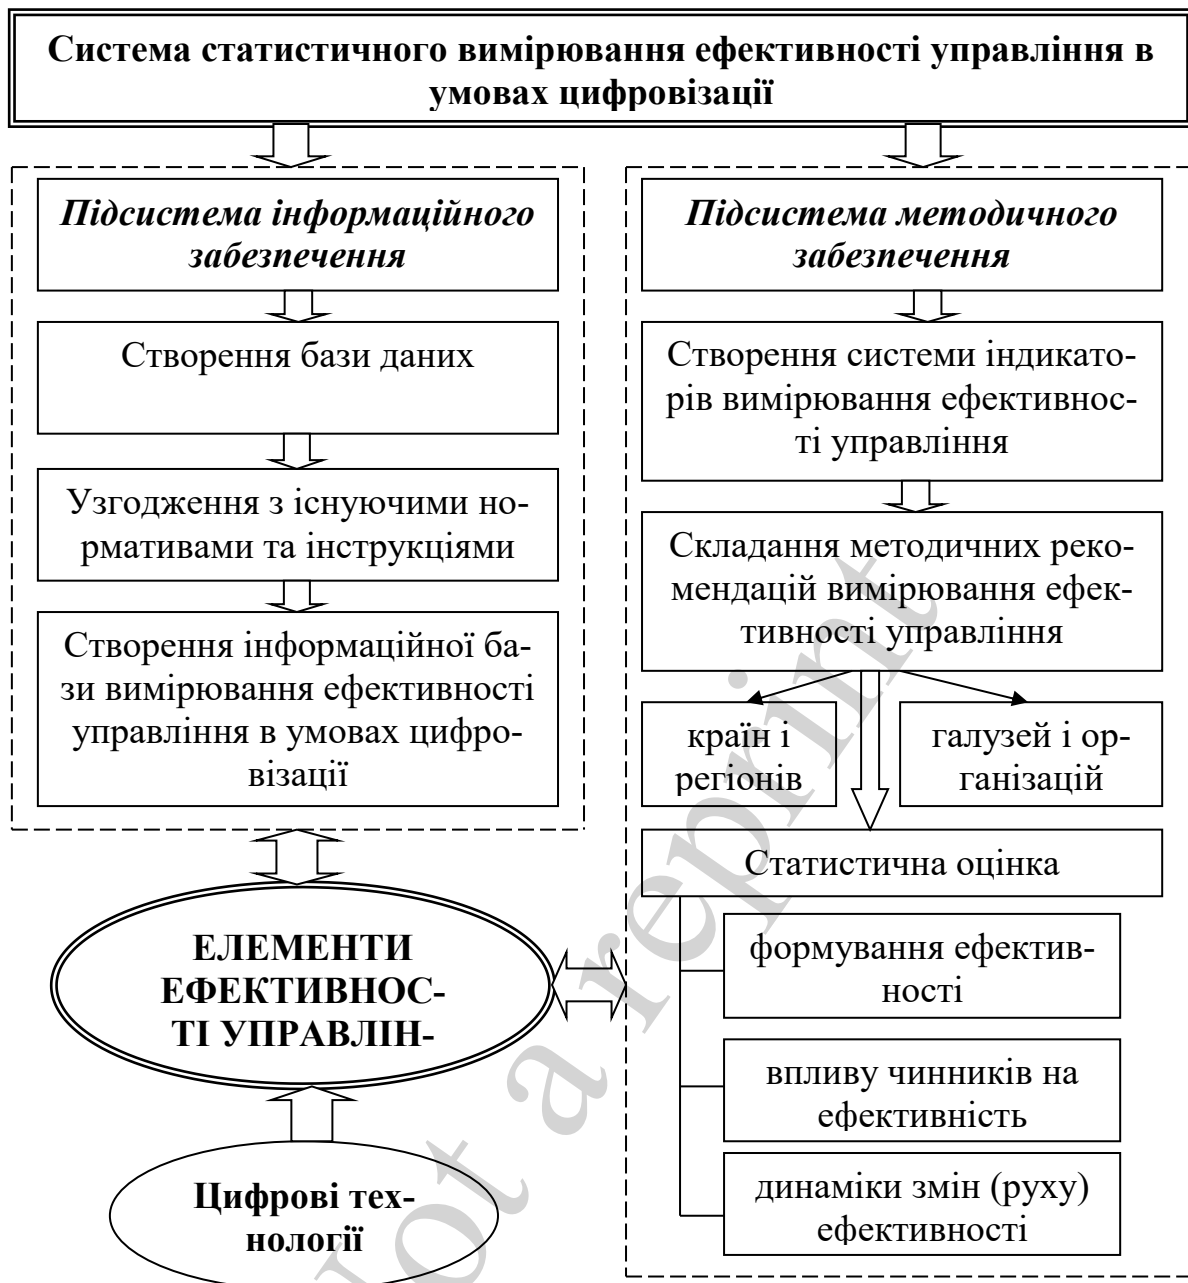 Система статистичного вимірювання ефективності управління в
умовах цифровізації
Підсистема інформаційного
забезпечення
Створення бази даних
Узгодження з існуючими но-
рмативами та інструкціями
Створення інформаційної ба-
зи вимірювання ефективності
управління в умовах цифро-
візації
ЕЛЕМЕНТИ
ЕФЕКТИВНОС-
ТІ УПРАВЛІН-
Цифрові тех-
нології
Підсистема методичного
забезпечення
Створення системи індикато-
рів вимірювання ефективнос-
ті управління
Складання методичних реко-
мендацій вимірювання ефек-
тивності управління
країн і
регіонів
галузей і ор-
ганізацій
Статистична оцінка
формування ефектив-
ності
впливу чинників на
ефективність
динаміки змін (руху)
ефективності
Not a reprint